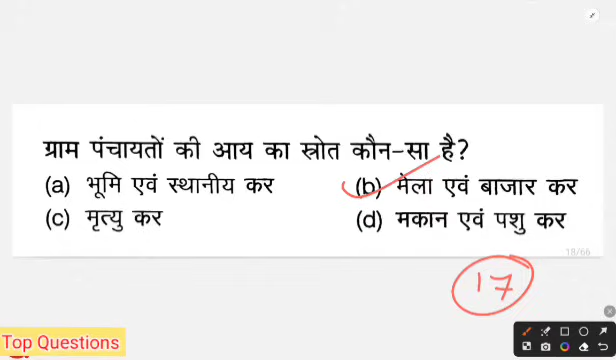 ग्राम पंचायतों की आय का स्रोत कौन-सा है?
(a) भूमि एवं स्थानीय कर
(b) मेला एवं बाजार कर
(c) मृत्यु कर
(d) मकान एवं पशु कर
18/66
17
Top Questions